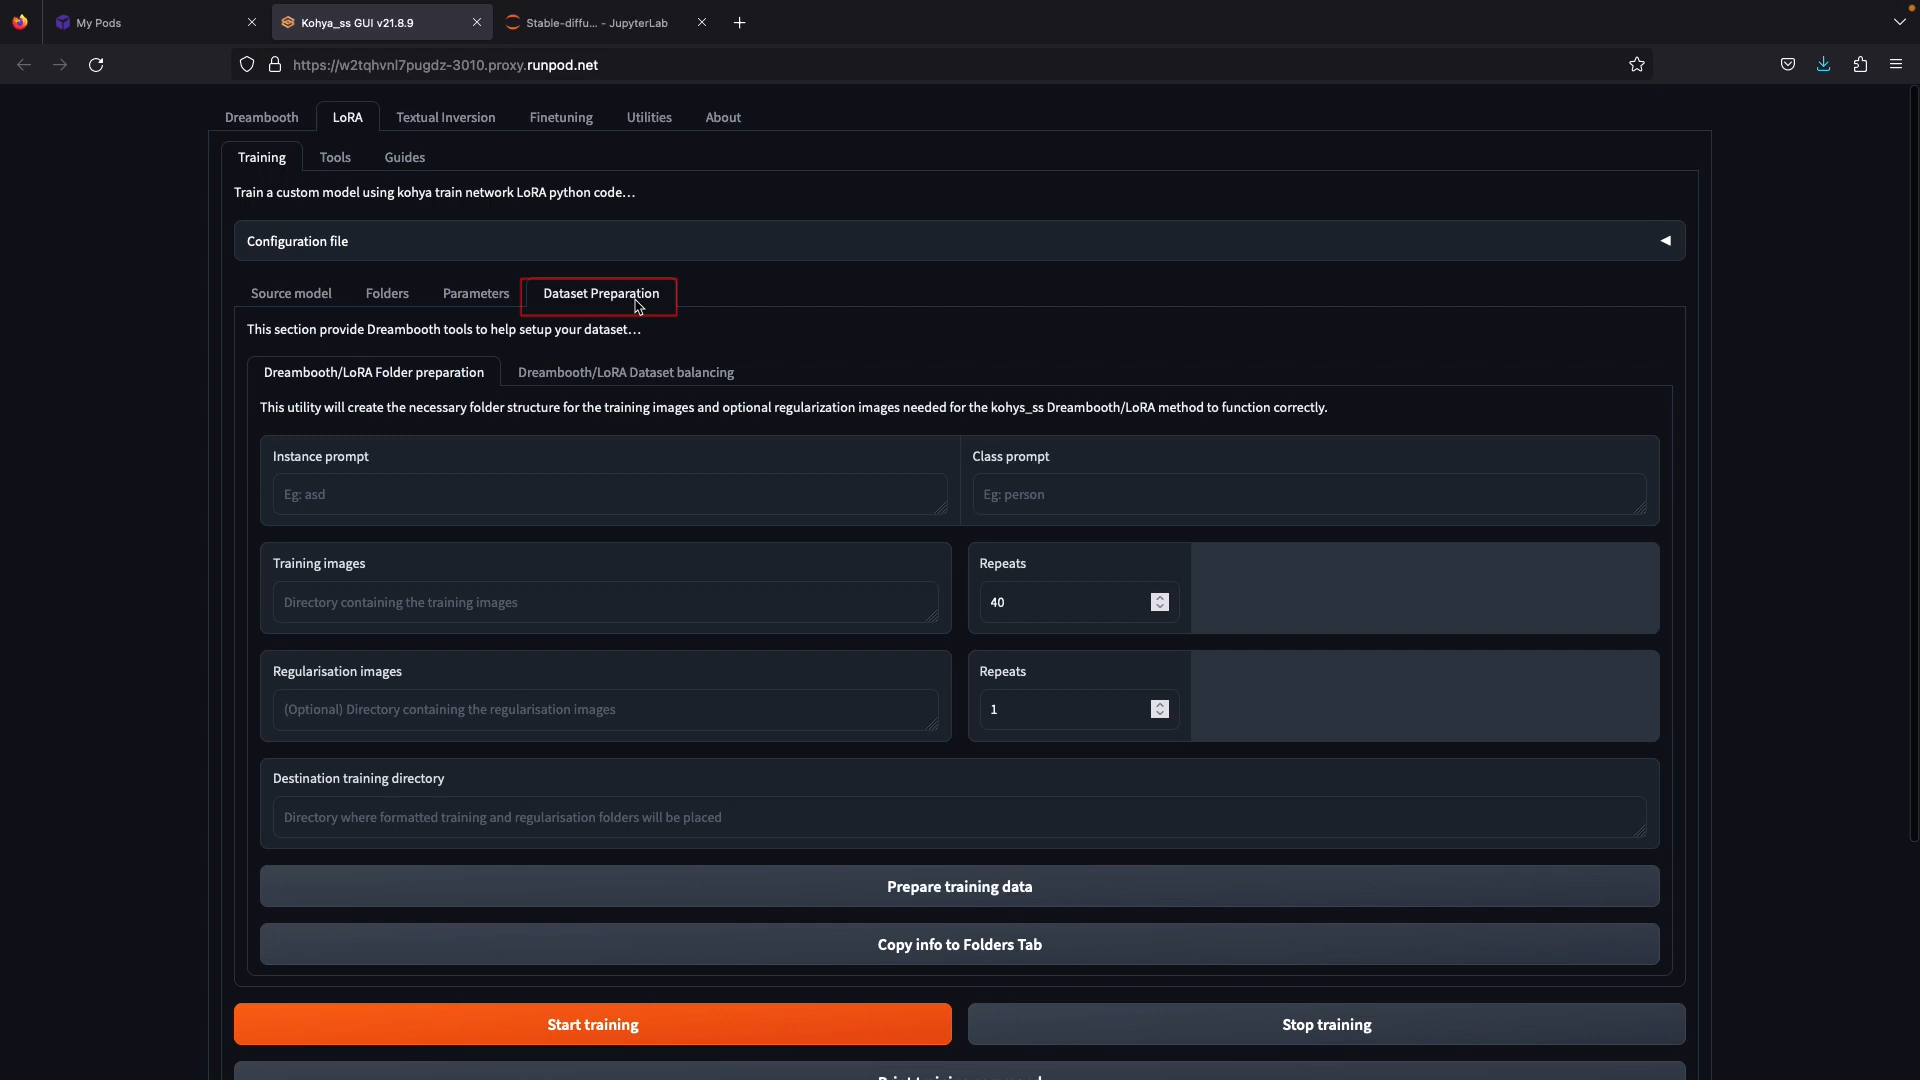 My Pods
Kohya_ss GUI v21.8.9
Stable-diffu... - JupyterLab
https://w2tqhvnl7pugdz-3010.proxy.runpod.net
Dreambooth
LoRA
Textual Inversion
Finetuning
Utilities
About
Training
Tools
Guides
Train a custom model using kohya train network LoRA python code...
Configuration file
Source model
Folders
Parameters
Dataset Preparation
This section provide Dreambooth tools to help setup your dataset...
Dreambooth/LoRA Folder preparation
Dreambooth/LoRA Dataset balancing
This utility will create the necessary folder structure for the training images and optional regularization images needed for the kohys_ss Dreambooth/LoRA method to function correctly.
Instance prompt
Class prompt
Eg: asd
Eg: person
Training images
Repeats
Directory containing the training images
40
Regularisation images
Repeats
(Optional) Directory containing the regularisation images
1
Destination training directory
Directory where formatted training and regularisation folders will be placed
Prepare training data
Copy info to Folders Tab
Start training
Stop training